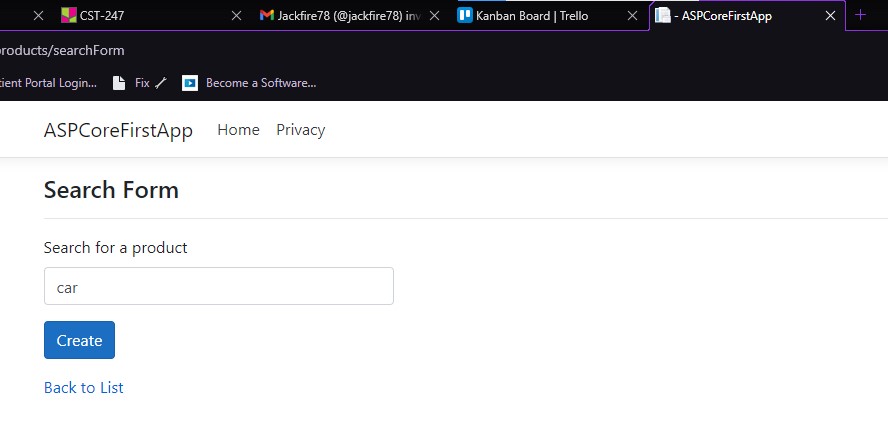 CST-247
Jackfire78 (@jackfire78) inv
Kanban Board | Trello
- ASPCoreFirstApp
roducts/searchForm
tient Portal Login...
Fix
Become a Software...
ASPCoreFirstApp
Home
Privacy
Search Form
Search for a product
car
Create
Back to List